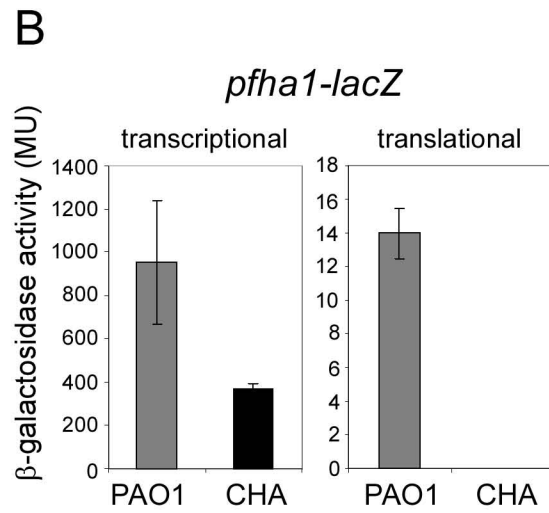 B
pfha1-lacZ
transcriptional
translational
β-galactosidase activity (MU)
1400
1200
1000
800
600
400
200
0
PAO1 CHA
18
16
14
12
10
8
6
4
2
0
PAO1 CHA